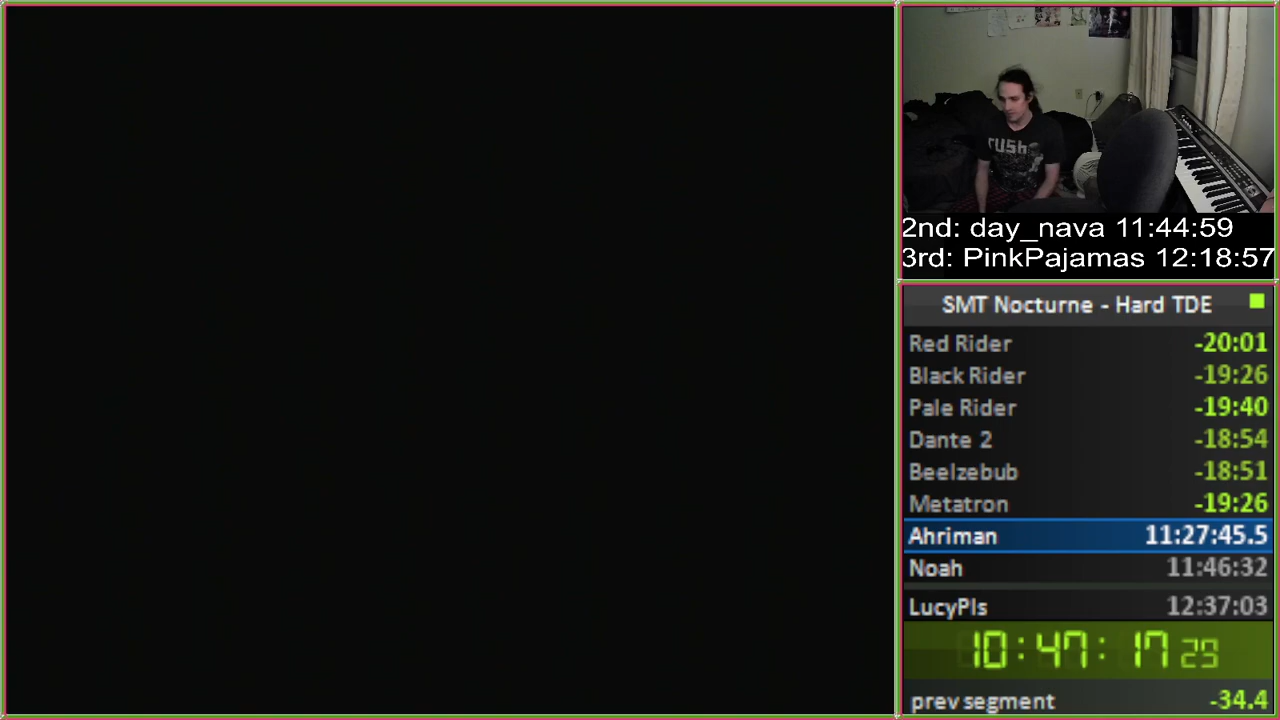 rush
2nd: day_nava 11:44:59
3rd: PinkPajamas 12:18:57
SMT Nocturne - Hard TDE
Red Rider -20:01
Black Rider -19:26
Pale Rider -19:40
Dante 2 -18:54
Beelzebub -18:51
Metatron -19:26
Ahriman 11:27:45.5
Noah 11:46:32
LucyPls 12:37:03
10:47:17 29
prev segment -34.4